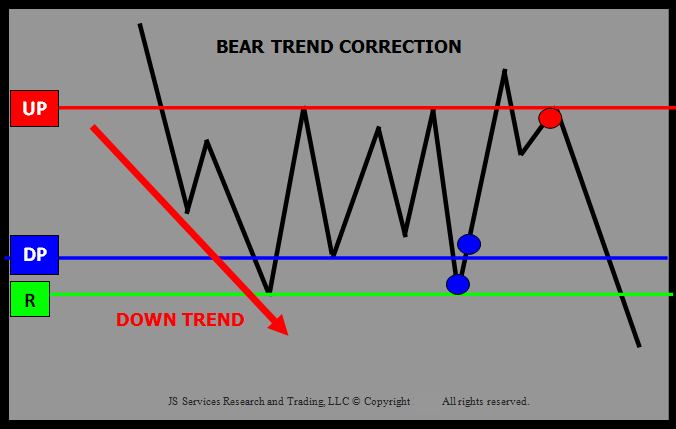 BEAR TREND CORRECTION
UP
DP
R
DOWN TREND
JS Services Research and Trading, LLC © Copyright All rights reserved.